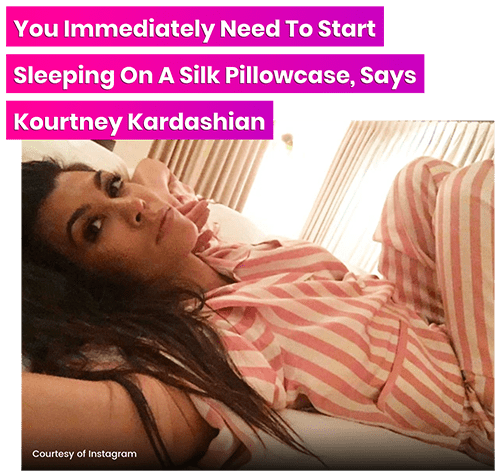 You Immediately Need To Start
Sleeping On A Silk Pillowcase, Says
Kourtney Kardashian
Courtesy of Instagram